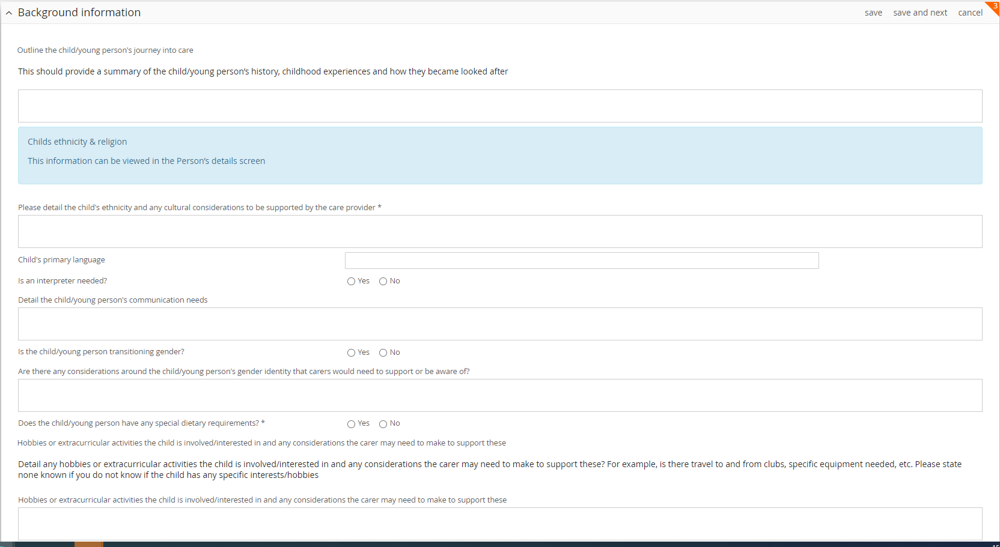 Background information
save save and next cancel
3
Outline the child/young person's journey into care
This should provide a summary of the child/young person’s history, childhood experiences and how they became looked after
Childs ethnicity & religion
This information can be viewed in the Person’s details screen
Please detail the child's ethnicity and any cultural considerations to be supported by the care provider *
Child's primary language
Is an interpreter needed? Yes No
Detail the child/young person's communication needs
Is the child/young person transitioning gender? Yes No
Are there any considerations around the child/young person's gender identity that carers would need to support or be aware of?
Does the child/young person have any special dietary requirements? * Yes No
Hobbies or extracurricular activities the child is involved/interested in and any considerations the carer may need to make to support these
Detail any hobbies or extracurricular activities the child is involved/interested in and any considerations the carer may need to make to support these? For example, is there travel to and from clubs, specific equipment needed, etc. Please state
none known if you do not know if the child has any specific interests/hobbies
Hobbies or extracurricular activities the child is involved/interested in and any considerations the carer may need to make to support these